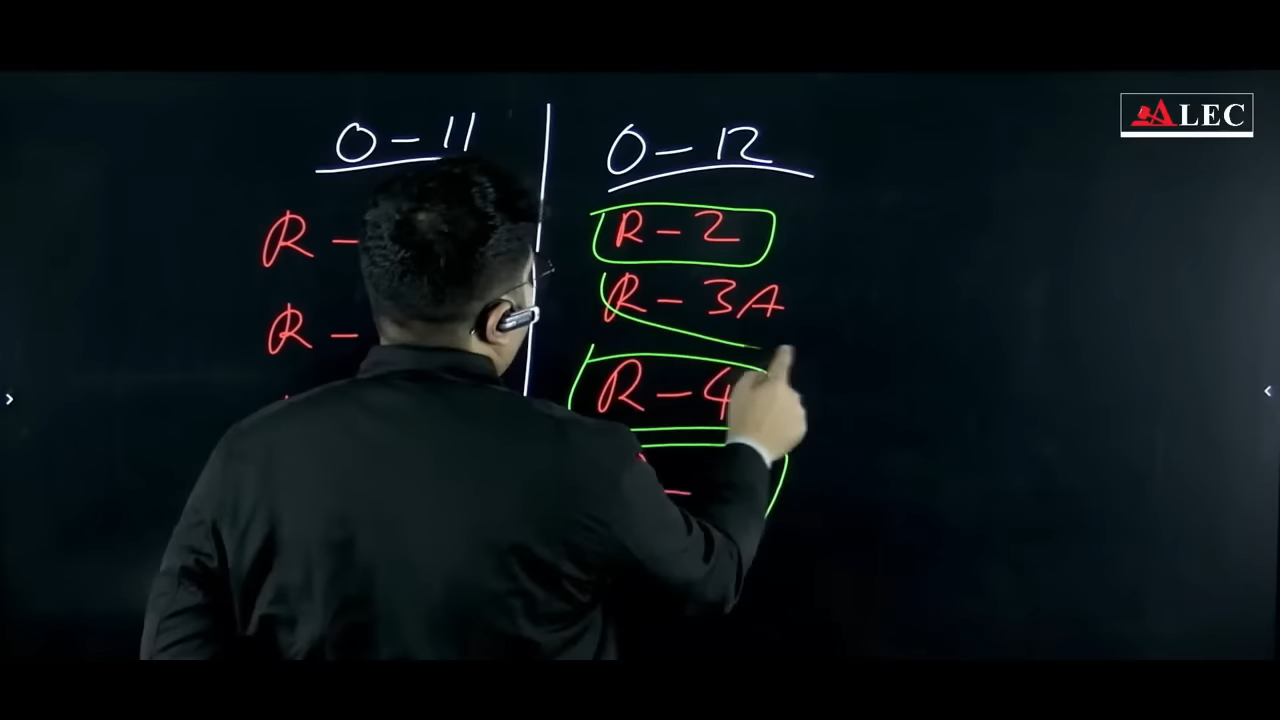 ALEC
O - 11
R -
R -
O - 12
R - 2
R - 3A
R - 4
-